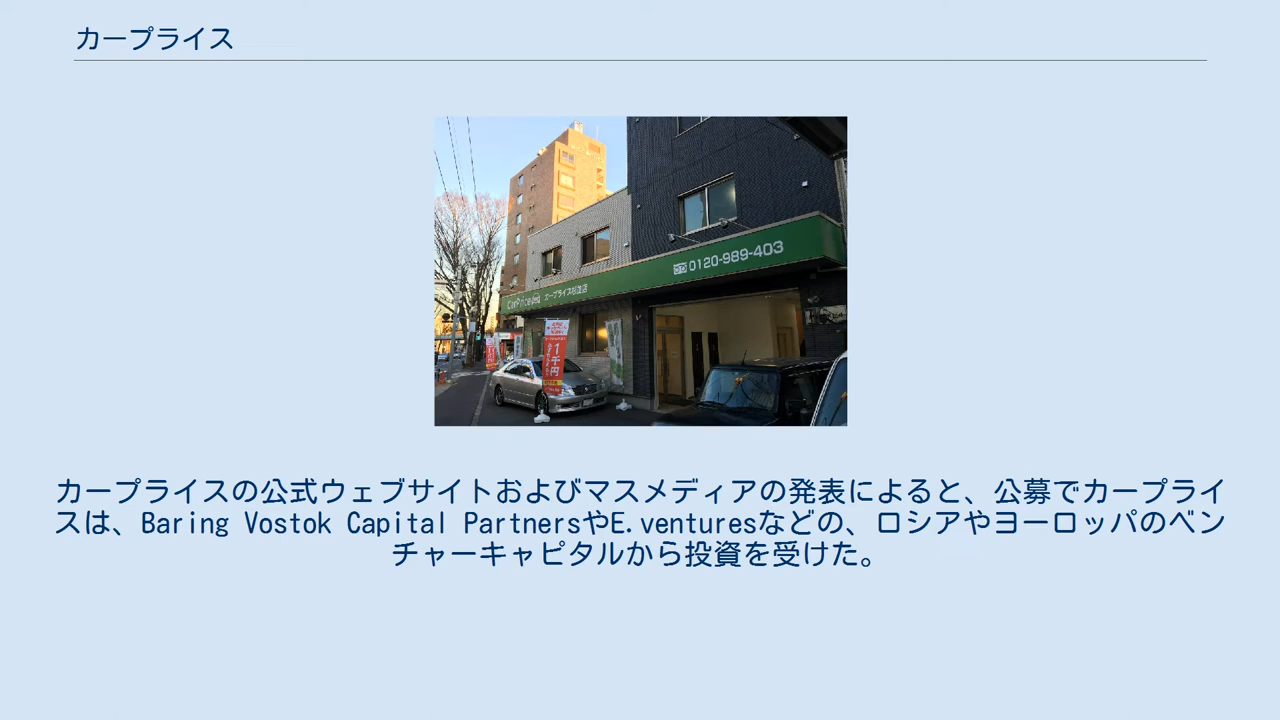 カープライス
0120-989-403
CarPrice カープライス杉並店
1千円
カープライスの公式ウェブサイトおよびマスメディアの発表によると、公募でカープライ
スは、Baring Vostok Capital PartnersやE.venturesなどの、ロシアやヨーロッパのベン
チャーキャピタルから投資を受けた。